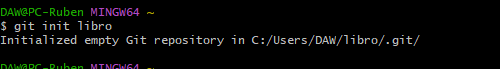 DAW@PC-Ruben MINGW64 ~
$ git init libro
Initialized empty Git repository in C:/Users/DAW/libro/.git/
DAW@PC-Ruben MINGW64 ~